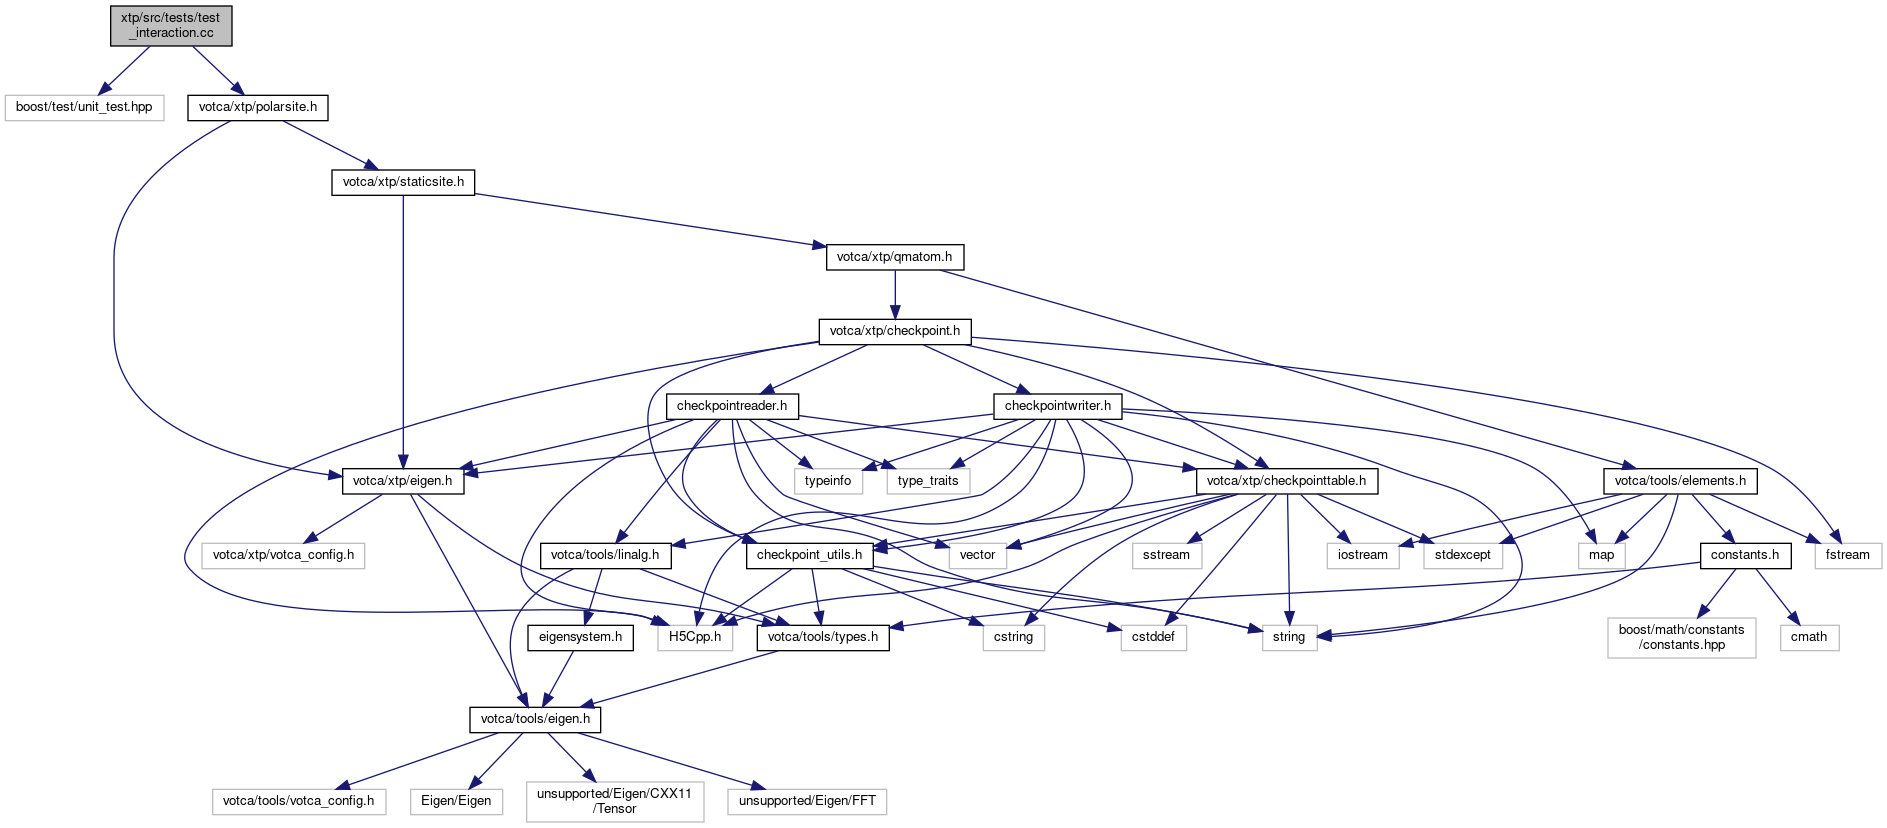 xtp/src/tests/test
_interaction.cc
boost/test/unit_test.hpp
votca/xtp/polarsite.h
votca/xtp/staticsite.h
votca/xtp/qmatom.h
votca/xtp/checkpoint.h
checkpointreader.h
checkpointwriter.h
votca/xtp/eigen.h
typeinfo
type_traits
votca/xtp/checkpointtable.h
votca/tools/elements.h
votca/xtp/votca_config.h
votca/tools/linalg.h
checkpoint_utils.h
vector
sstream
iostream
stdexcept
map
constants.h
fstream
eigensystem.h
H5Cpp.h
votca/tools/types.h
cstring
cstddef
string
boost/math/constants
/constants.hpp
cmath
votca/tools/eigen.h
votca/tools/votca_config.h
Eigen/Eigen
unsupported/Eigen/CXX11
/Tensor
unsupported/Eigen/FFT